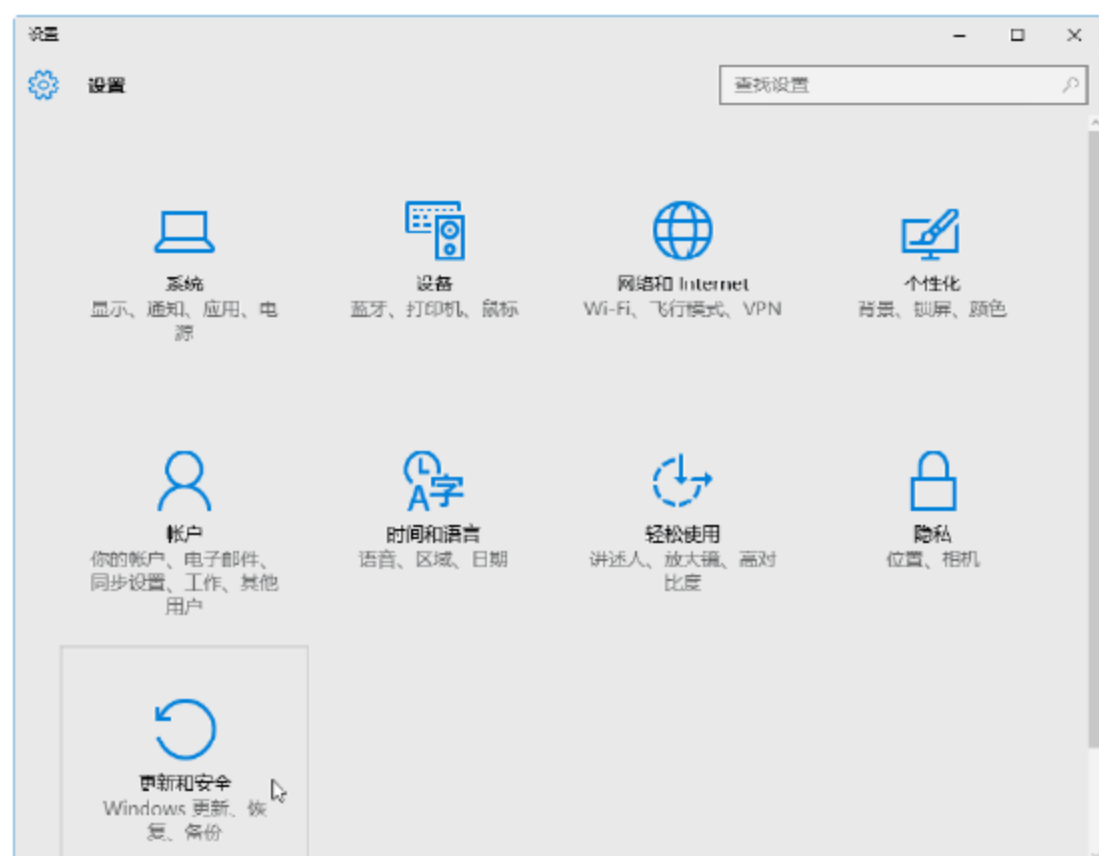 设置
设置
查找设置
系统
显示、通知、应用、电
源
设备
蓝牙、打印机、鼠标
网络和 Internet
Wi-Fi、飞行模式、VPN
个性化
背景、锁屏、颜色
帐户
你的帐户、电子邮件、
同步设置、工作、其他
用户
时间和语言
语音、区域、日期
轻松使用
讲述人、放大镜、高对
比度
隐私
位置、相机
更新和安全
Windows 更新、恢
复、备份